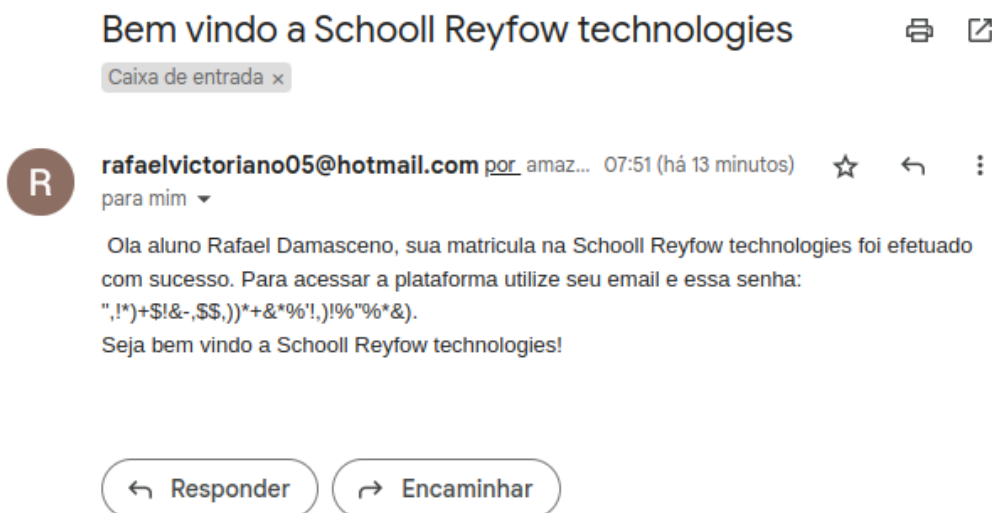 Bem vindo a Schooll Reyfow technologies
Caixa de entrada ×
R
rafaelvictoriano05@hotmail.com por amaz... 07:51 (há 13 minutos)
para mim
Ola aluno Rafael Damasceno, sua matricula na Schooll Reyfow technologies foi efetuado
com sucesso. Para acessar a plataforma utilize seu email e essa senha:
",!*)+$!&-,$$,))*+&*%'!,)!%"%*&).
Seja bem vindo a Schooll Reyfow technologies!
Responder Encaminhar